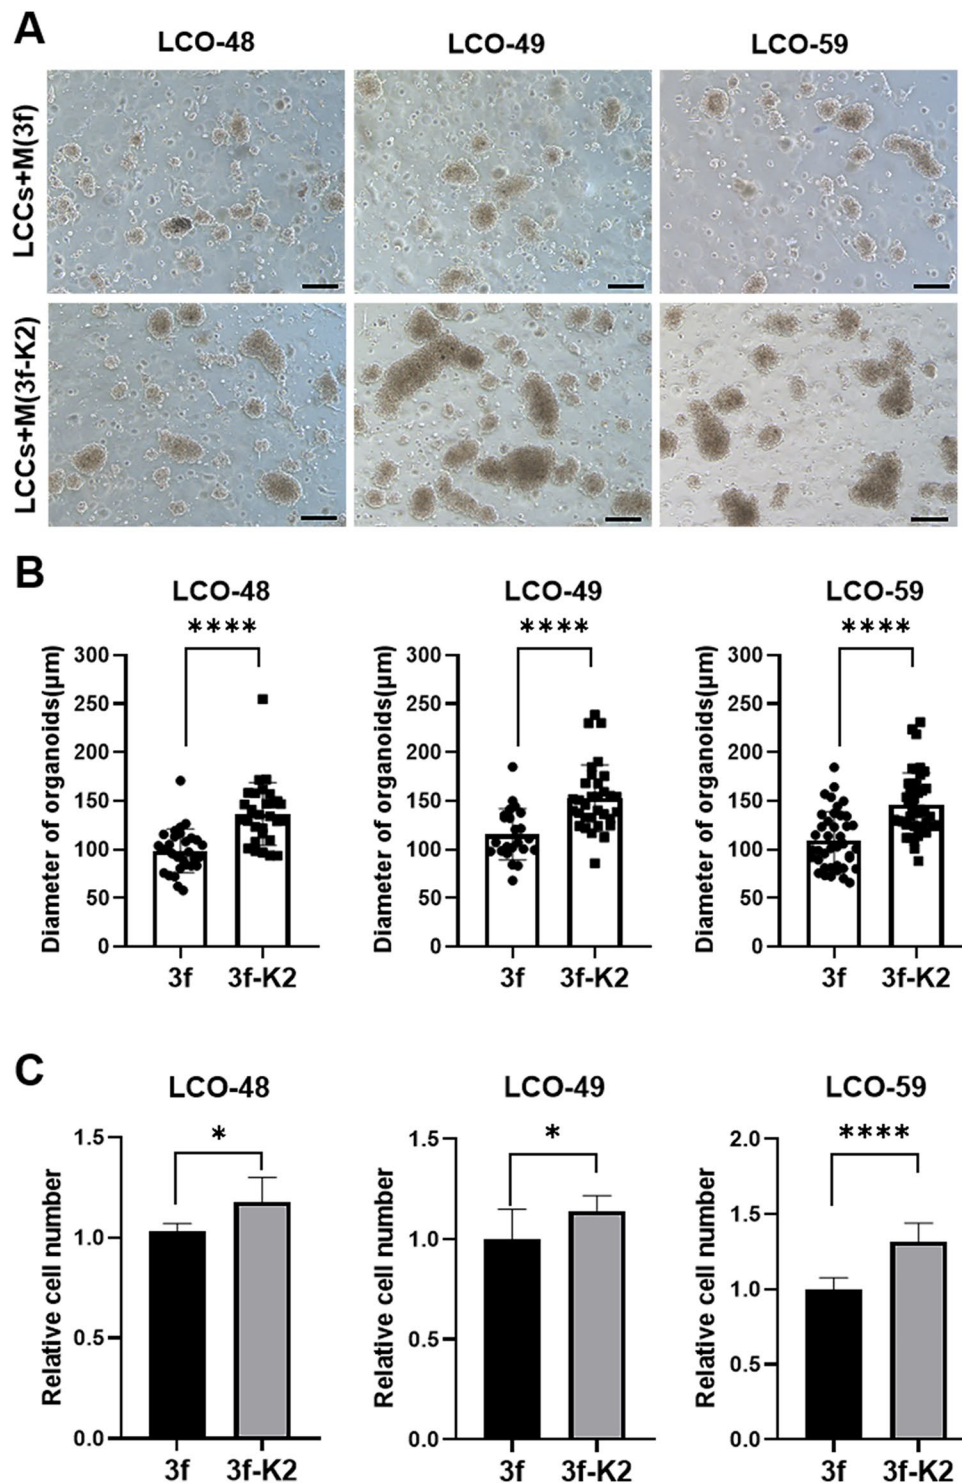 A
LCO-48 LCO-49 LCO-59
LCCs+M(3f)
LCCs+M(3f-K2)
B
LCO-48 LCO-49 LCO-59
**** **** ****
Diameter of organoids(µm) Diameter of organoids(µm) Diameter of organoids(µm)
300 300 300
250 250 250
200 200 200
150 150 150
100 100 100
50 50 50
0 0 0
3f 3f-K2 3f 3f-K2 3f 3f-K2
C
LCO-48 LCO-49 LCO-59
* * ****
Relative cell number Relative cell number Relative cell number
1.5 1.5 2.0
1.0 1.0 1.5
0.5 0.5 1.0
0.0 0.0 0.5
0.0
3f 3f-K2 3f 3f-K2 3f 3f-K2